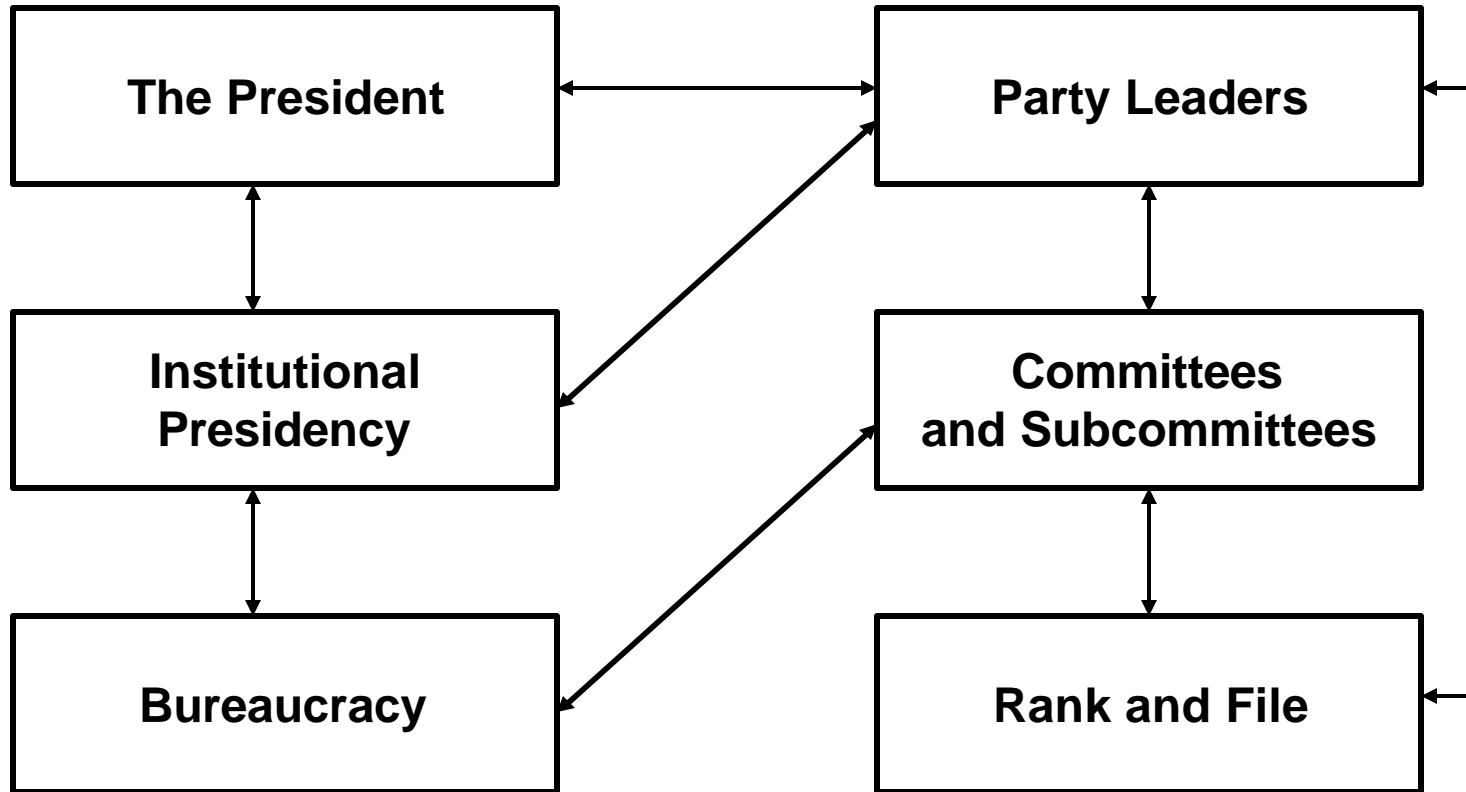 The President
Party Leaders
Institutional
Presidency
Committees
and Subcommittees
Bureaucracy
Rank and File